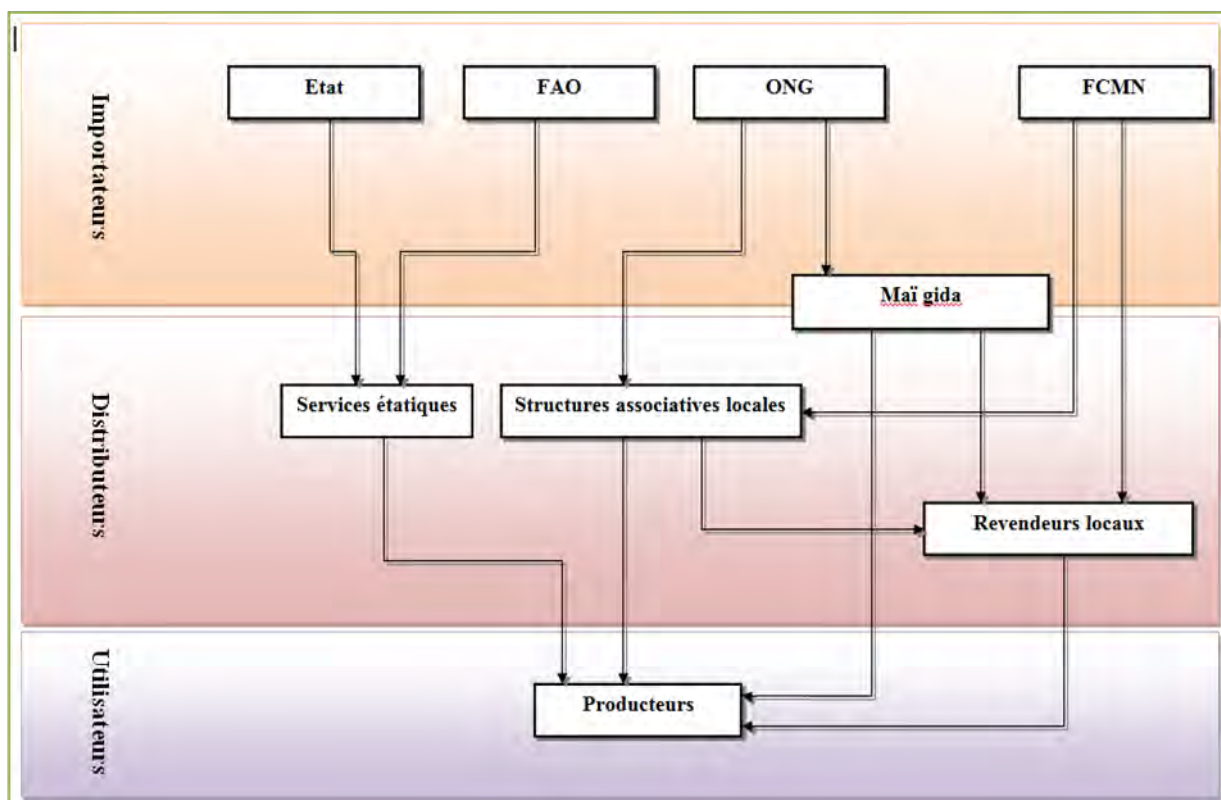 Importateurs
Etat
FAO
ONG
FCMN
Maï gida
Distributeurs
Services étatiques
Structures associatives locales
Revendeurs locaux
Utilisateurs
Producteurs